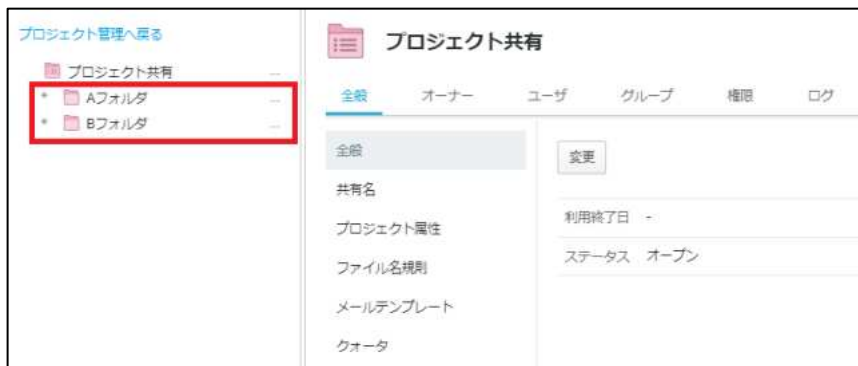 プロジェクト管理へ戻る
プロジェクト共有
Aフォルダ
Bフォルダ
プロジェクト共有
全般 オーナー ユーザ グループ 権限 ログ
全般
共有名
プロジェクト属性
ファイル名規則
メールテンプレート
クォータ
変更
利用終了日 -
ステータス オープン